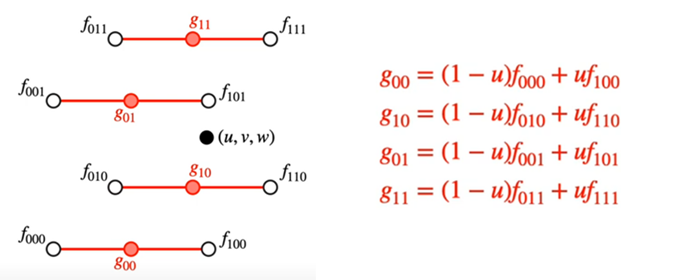 f₀₁₁ g₁₁ f₁₁₁
f₀₀₁ g₀₁ f₁₀₁
(u, v, w)
f₀₁₀ g₁₀ f₁₁₀
f₀₀₀ g₀₀ f₁₀₀
g₀₀ = (1 − u)f₀₀₀ + uf₁₀₀
g₁₀ = (1 − u)f₀₁₀ + uf₁₁₀
g₀₁ = (1 − u)f₀₀₁ + uf₁₀₁
g₁₁ = (1 − u)f₀₁₁ + uf₁₁₁